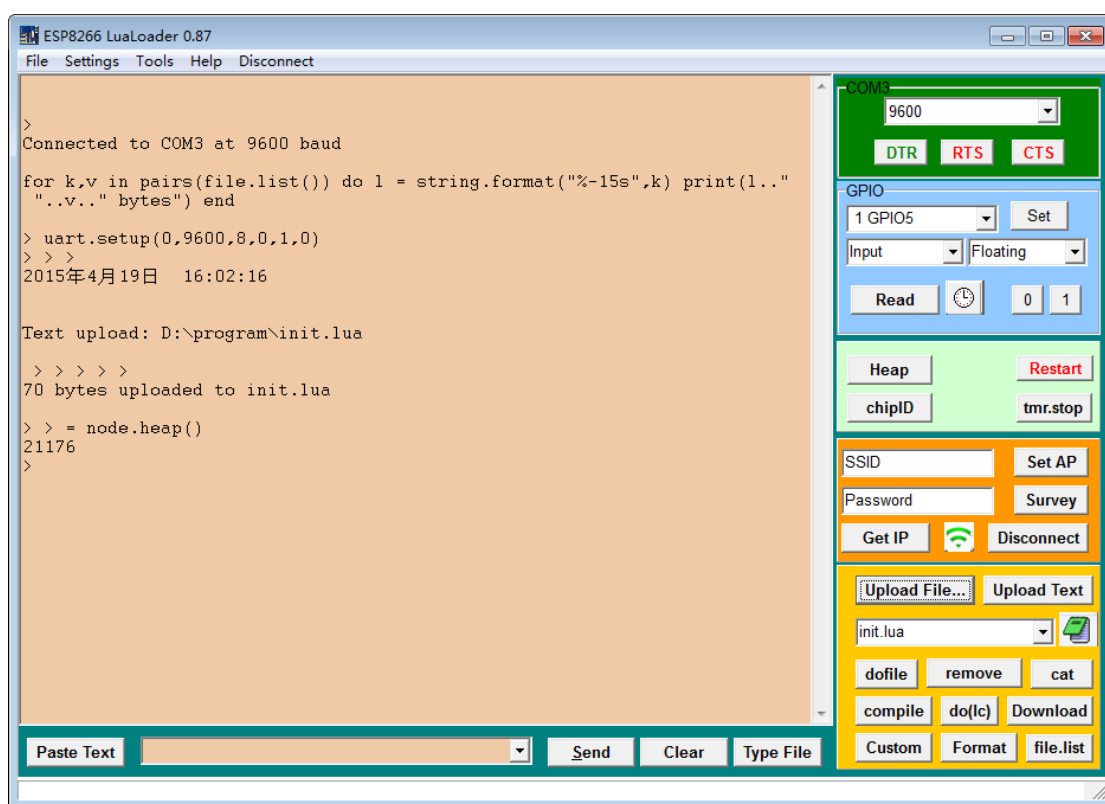 ESP8266 LuaLoader 0.87
File Settings Tools Help Disconnect
>
Connected to COM3 at 9600 baud
for k,v in pairs(file.list()) do l = string.format("%-15s",k) print(l.."
"..v.." bytes") end
> uart.setup(0,9600,8,0,1,0)
> > >
2015年4月19日 16:02:16
Text upload: D:\program\init.lua
> > > > >
70 bytes uploaded to init.lua
> > = node.heap()
21176
>
COM3
9600
DTR RTS CTS
GPIO
1 GPIO5 Set
Input Floating
Read 0 1
Heap Restart
chipID tmr.stop
SSID Set AP
Password Survey
Get IP Disconnect
Upload File... Upload Text
init.lua
dofile remove cat
compile do(lc) Download
Custom Format file.list
Paste Text Send Clear Type File